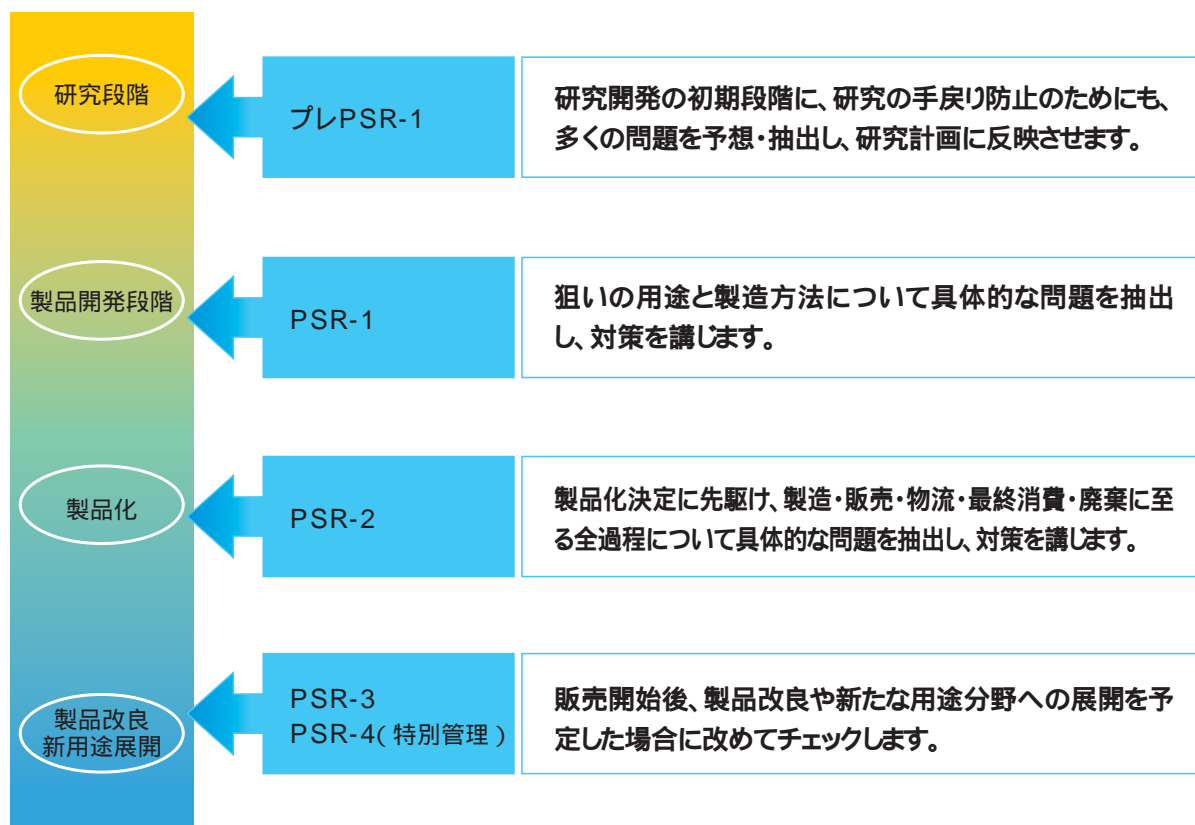 研究段階
プレPSR-1
研究開発の初期段階に、研究の手戻り防止のためにも、
多くの問題を予想・抽出し、研究計画に反映させます。
製品開発段階
PSR-1
狙いの用途と製造方法について具体的な問題を抽出
し、対策を講じます。
製品化
PSR-2
製品化決定に先駆け、製造・販売・物流・最終消費・廃棄に至
る全過程について具体的な問題を抽出し、対策を講じます。
製品改良
新用途展開
PSR-3
PSR-4(特別管理)
販売開始後、製品改良や新たな用途分野への展開を予
定した場合に改めてチェックします。